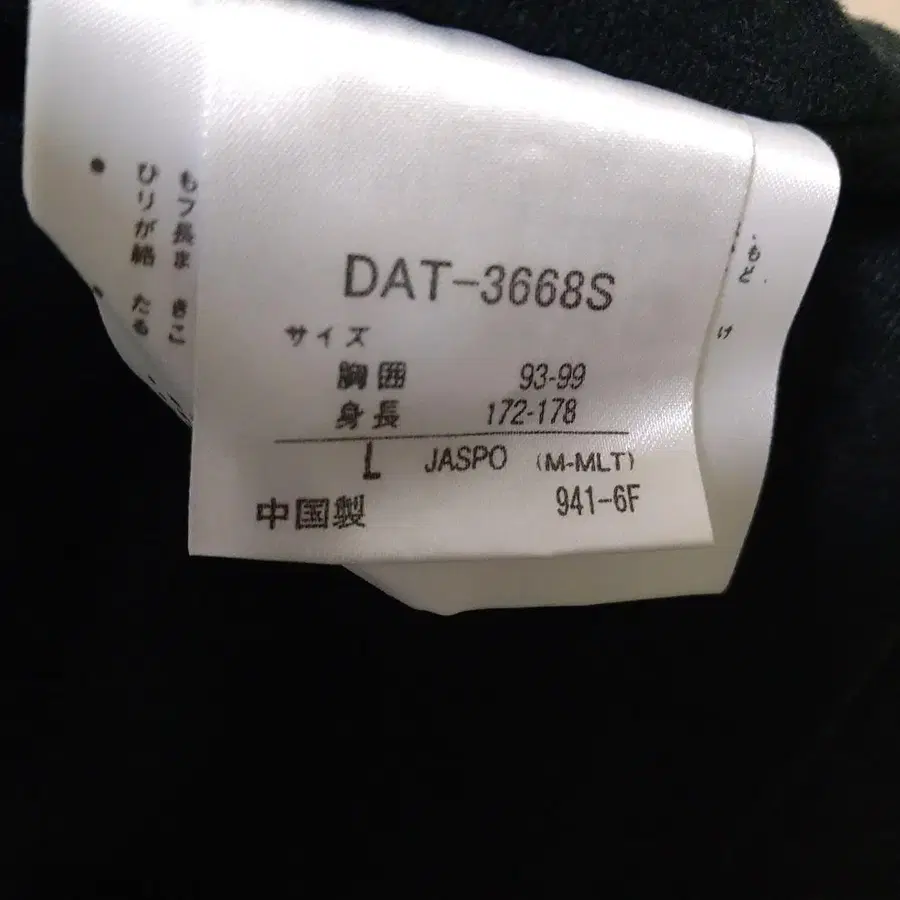 DAT-3668S
サイズ
胸囲 93-99
身長 172-178
L JASPO (M-MLT)
中国製 941-6F